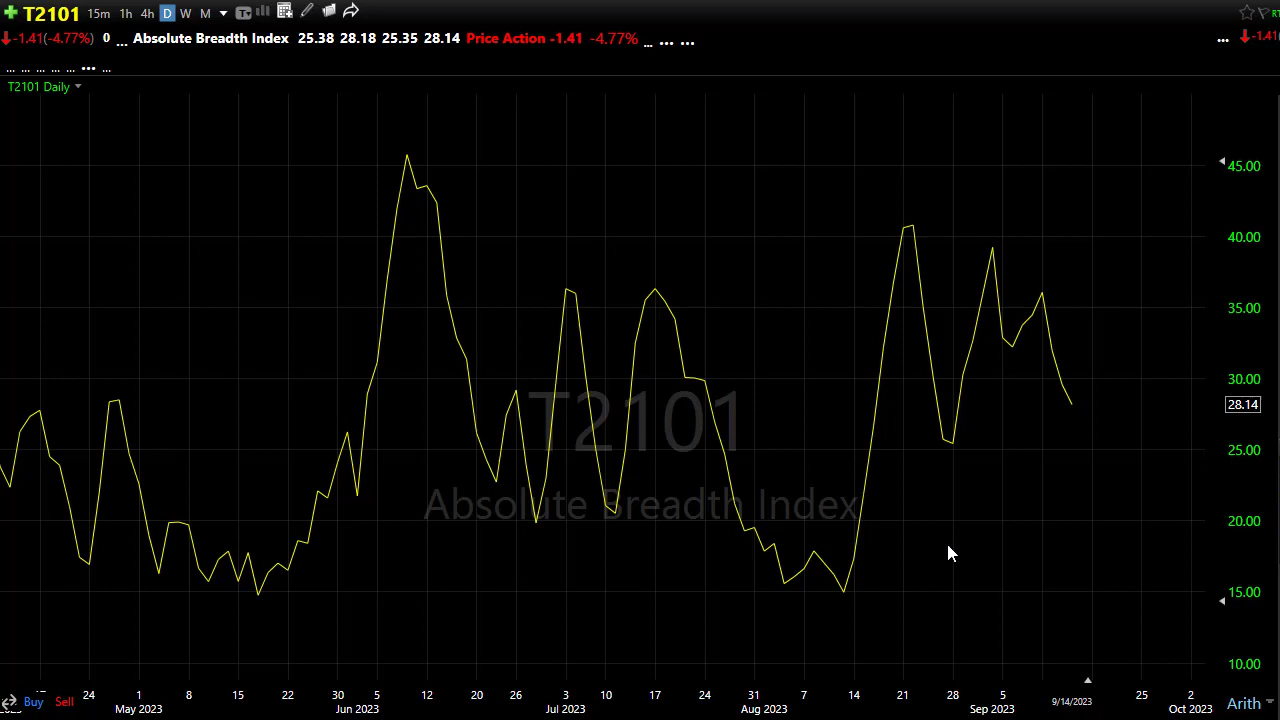 T2101 15m 1h 4h D W M T
-1.41(-4.77%) 0 ... Absolute Breadth Index 25.38 28.18 25.35 28.14 Price Action -1.41 -4.77% ... ... ... ... -1.41(
... ... ... ... ... ... ...
T2101 Daily
45.00
40.00
35.00
30.00
28.14
25.00
20.00
15.00
10.00
T2101
Absolute Breadth Index
24 1 8 15 22 30 5 12 20 26 3 10 17 24 31 7 14 21 28 5 25 2
Buy Sell May 2023 Jun 2023 Jul 2023 Aug 2023 Sep 2023 9/14/2023 Oct 2023 Arith